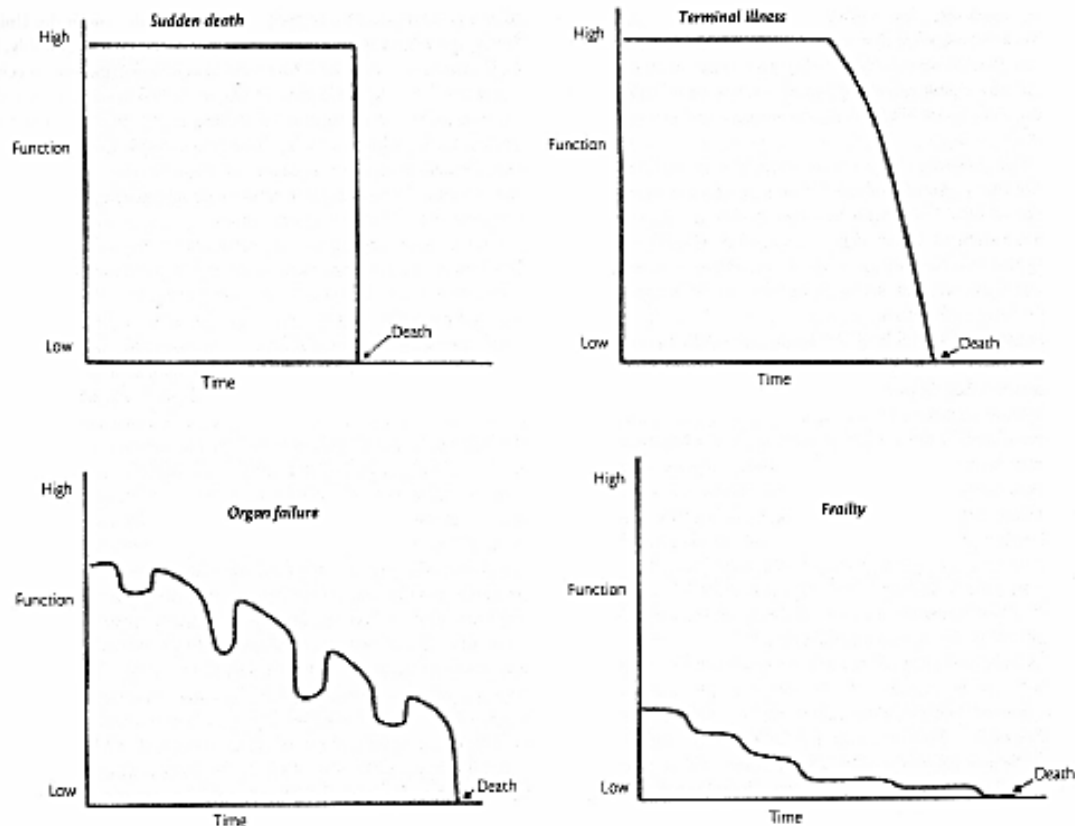 Sudden death
High
Function
Low
Death
Time
Terminal illness
High
Function
Low
Death
Time
Organ failure
High
Function
Low
Death
Time
Frailty
High
Function
Low
Death
Time